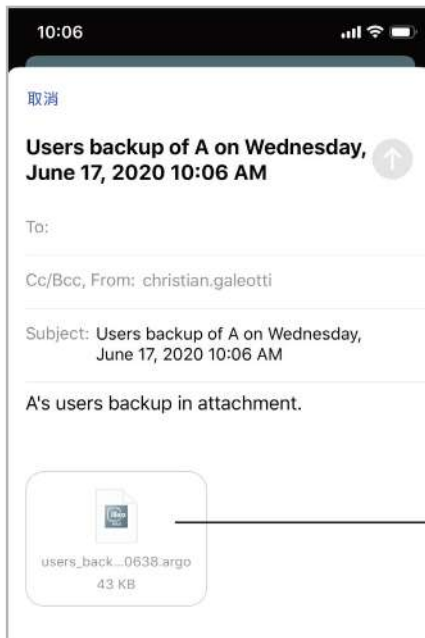 10:06
取消
Users backup of A on Wednesday,
June 17, 2020 10:06 AM
To:
Cc/Bcc, From: christian.galeotti
Subject: Users backup of A on Wednesday,
June 17, 2020 10:06 AM
A's users backup in attachment.
users_back...0638.argo
43 KB